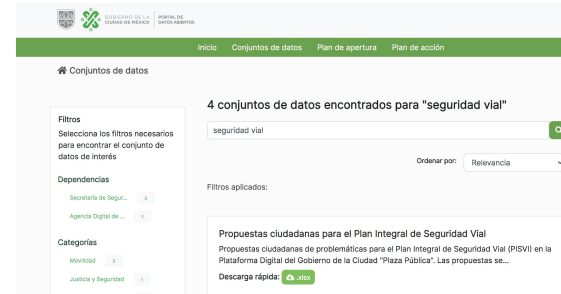 GOBIERNO DE LA
CIUDAD DE MÉXICO
PORTAL DE
DATOS ABIERTOS
Inicio Conjuntos de datos Plan de apertura Plan de acción
Conjuntos de datos
4 conjuntos de datos encontrados para "seguridad vial"
seguridad vial
Ordenar por: Relevancia
Filtros aplicados:
Filtros
Selecciona los filtros necesarios
para encontrar el conjunto de
datos de interés
Dependencias
Secretaría de Segur... 3
Agencia Digital de ... 1
Categorías
Movilidad 3
Justicia y Seguridad 1
Propuestas ciudadanas para el Plan Integral de Seguridad Vial
Propuestas ciudadanas de problemáticas para el Plan Integral de Seguridad Vial (PISVI) en la
Plataforma Digital del Gobierno de la Ciudad "Plaza Pública". Las propuestas se...
Descarga rápida: .xlsx